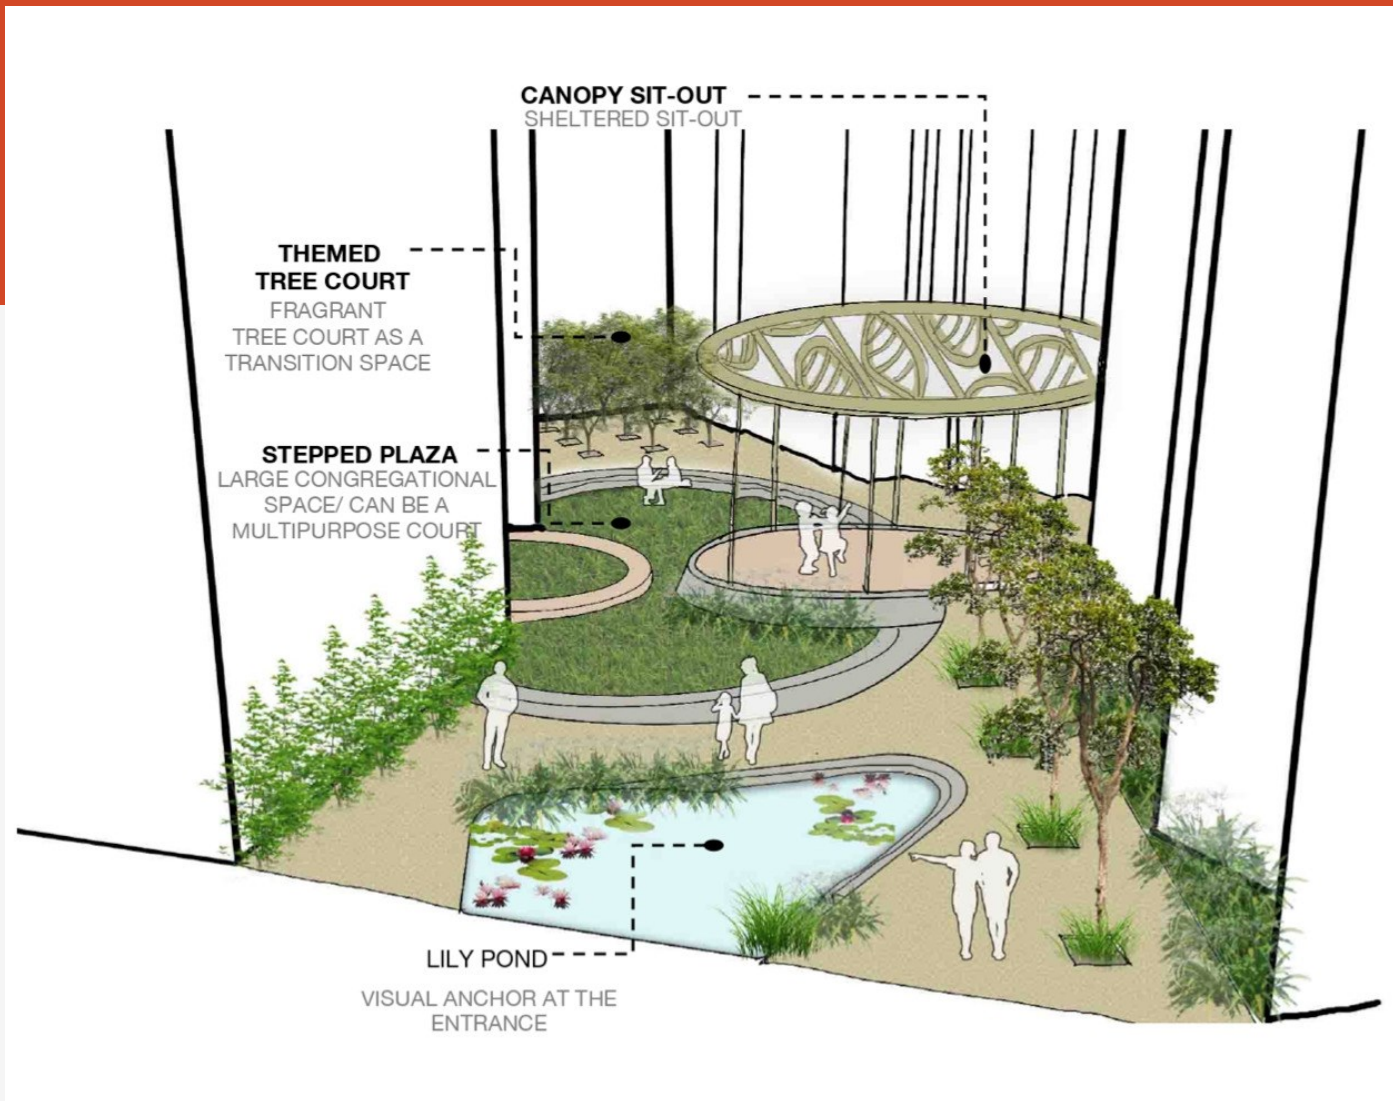 CANOPY SIT-OUT
SHELTERED SIT-OUT
THEMED
TREE COURT
FRAGRANT
TREE COURT AS A
TRANSITION SPACE
STEPPED PLAZA
LARGE CONGREGATIONAL
SPACE/ CAN BE A
MULTIPURPOSE COURT
LILY POND
VISUAL ANCHOR AT THE
ENTRANCE